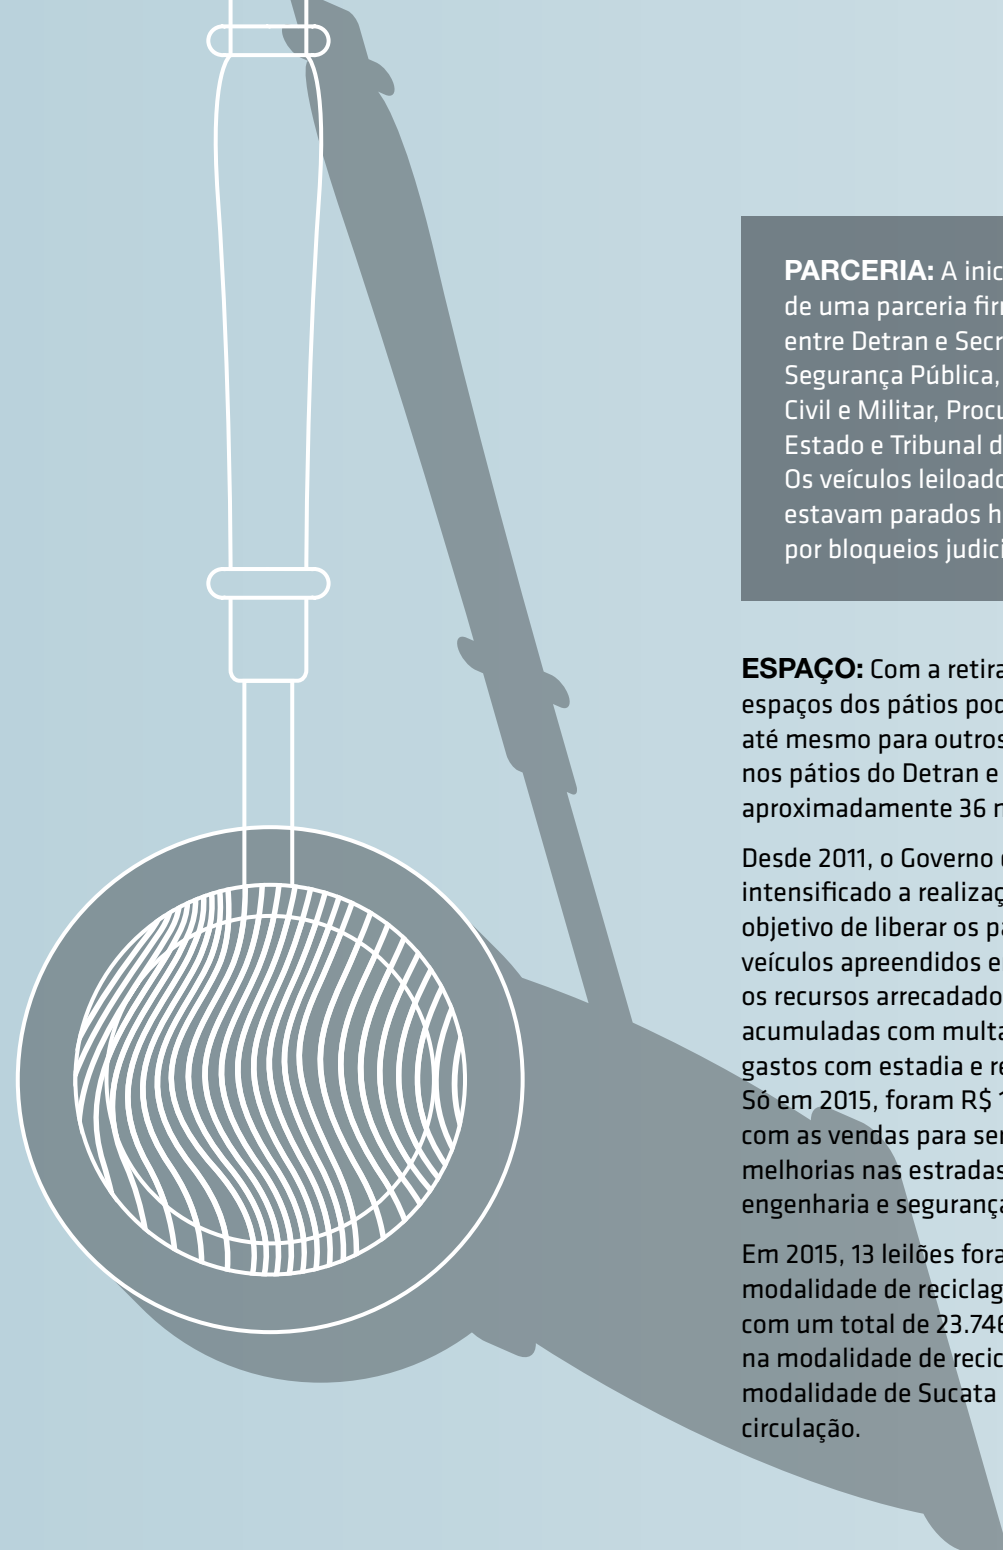 PARCERIA: A inic
de uma parceria fir
entre Detran e Secr
Segurança Pública,
Civil e Militar, Procu
Estado e Tribunal d
Os veículos leiloado
estavam parados h
por bloqueios judici
ESPAÇO: Com a retira
espaços dos pátios pod
até mesmo para outros
nos pátios do Detran e
aproximadamente 36 m
Desde 2011, o Governo
intensificado a realizaç
objetivo de liberar os pá
veículos apreendidos e
os recursos arrecadado
acumuladas com multa
gastos com estadia e re
Só em 2015, foram R$ 1
com as vendas para ser
melhorias nas estradas
engenharia e segurança
Em 2015, 13 leilões fora
modalidade de reciclag
com um total de 23.746
na modalidade de recic
modalidade de Sucata
circulação.